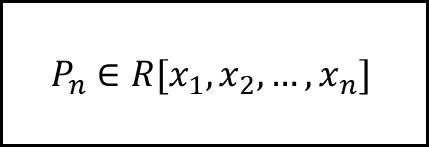 𝑃ₙ ∈ 𝑅[𝑥₁, 𝑥₂, … , 𝑥ₙ]